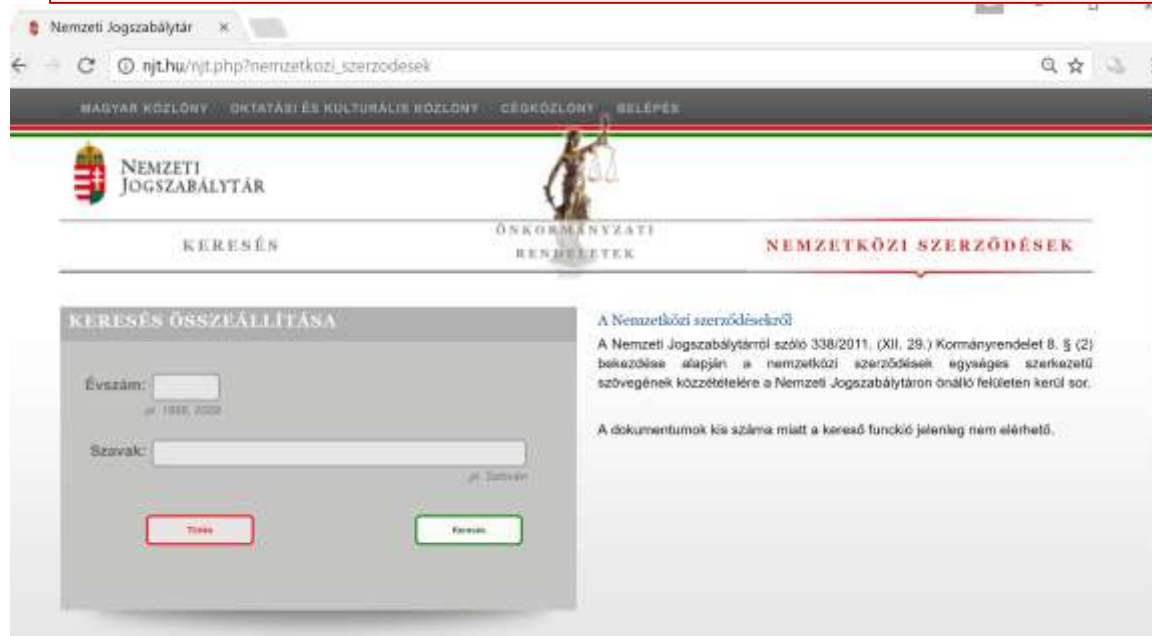 Nemzeti Jogszabálytár
njt.hu/njt.php?nemzetkozi_szerzodesek
MAGYAR KÖZLÖNY OKTATÁSI ÉS KULTURÁLIS KÖZLÖNY CÉGKÖZLÖNY BELÉPÉS
NEMZETI
JOGSZABÁLYTÁR
KERESÉS
ÖNKORMÁNYZATI
RENDELETEK
NEMZETKÖZI SZERZŐDÉSEK
KERESÉS ÖSSZEÁLLÍTÁSA
Évszám:
Szavak:
Törlés
Keresés
A Nemzetközi szerződésekről
A Nemzeti Jogszabálytárról szóló 338/2011. (XII. 29.) Kormányrendelet 8. § (2)
bekezdése alapján a nemzetközi szerződések egységes szerkezetű
szövegének közzétételére a Nemzeti Jogszabálytáron önálló felületen kerül sor.
A dokumentumok kis száma miatt a kereső funckió jelenleg nem elérhető.